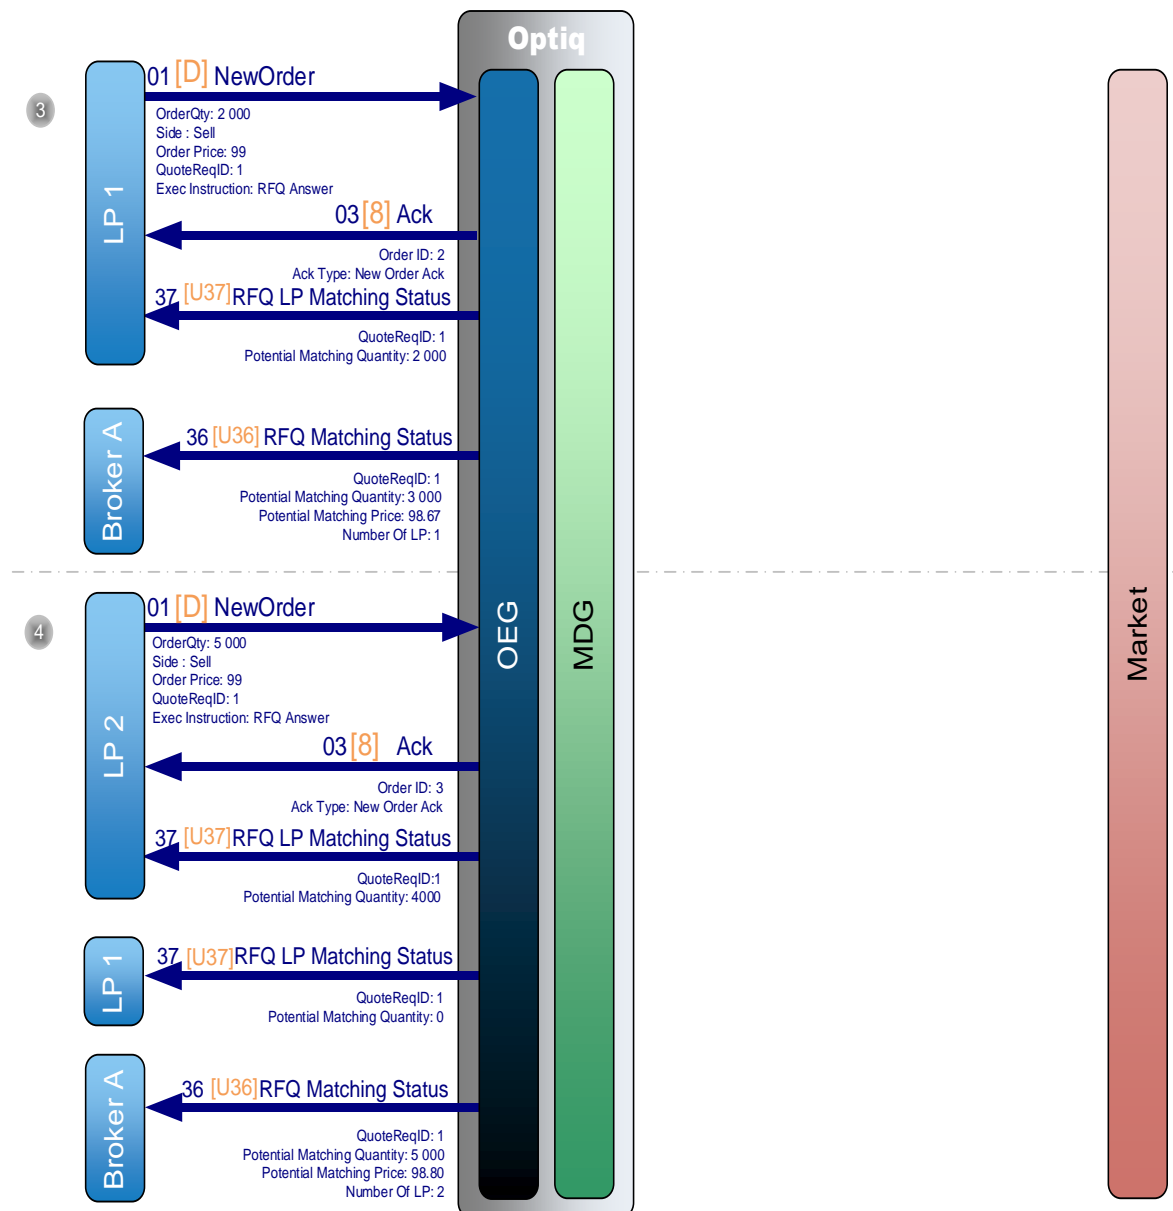 Optiq
3
LP 1
01 [D] NewOrder
OrderQty: 2 000
Side : Sell
Order Price: 99
QuoteReqID: 1
Exec Instruction: RFQ Answer
03 [8] Ack
Order ID: 2
Ack Type: New Order Ack
37 [U37] RFQ LP Matching Status
QuoteReqID: 1
Potential Matching Quantity: 2 000
Broker A
36 [U36] RFQ Matching Status
QuoteReqID: 1
Potential Matching Quantity: 3 000
Potential Matching Price: 98.67
Number Of LP: 1
OEG
MDG
Market
4
LP 2
01 [D] NewOrder
OrderQty: 5 000
Side : Sell
Order Price: 99
QuoteReqID: 1
Exec Instruction: RFQ Answer
03 [8] Ack
Order ID: 3
Ack Type: New Order Ack
37 [U37] RFQ LP Matching Status
QuoteReqID:1
Potential Matching Quantity: 4000
LP 1
37 [U37] RFQ LP Matching Status
QuoteReqID: 1
Potential Matching Quantity: 0
Broker A
36 [U36] RFQ Matching Status
QuoteReqID: 1
Potential Matching Quantity: 5 000
Potential Matching Price: 98.80
Number Of LP: 2